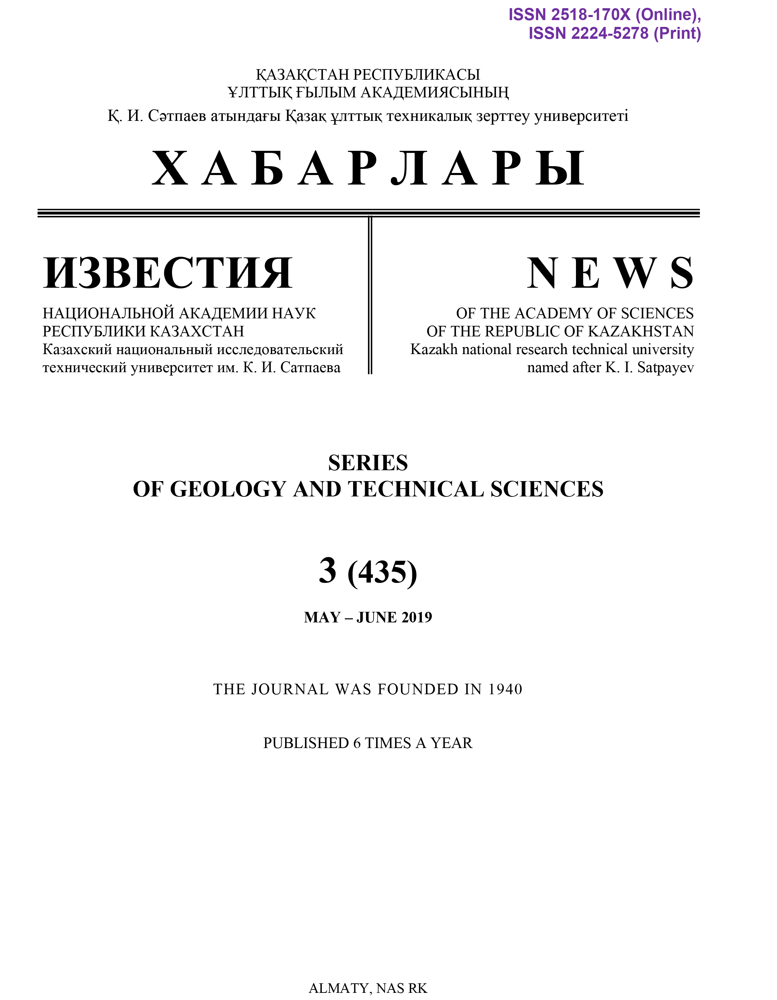 ISSN 2518-170X (Online),
ISSN 2224-5278 (Print)
ҚАЗАҚСТАН РЕСПУБЛИКАСЫ
ҰЛТТЫҚ ҒЫЛЫМ АКАДЕМИЯСЫНЫҢ
Қ. И. Сәтпаев атындағы Қазақ ұлттық техникалық зерттеу университеті
Х А Б А Р Л А Р Ы
ИЗВЕСТИЯ
НАЦИОНАЛЬНОЙ АКАДЕМИИ НАУК
РЕСПУБЛИКИ КАЗАХСТАН
Казахский национальный исследовательский
технический университет им. К. И. Сатпаева
N E W S
OF THE ACADEMY OF SCIENCES
OF THE REPUBLIC OF KAZAKHSTAN
Kazakh national research technical university
named after K. I. Satpayev
SERIES
OF GEOLOGY AND TECHNICAL SCIENCES
3 (435)
MAY – JUNE 2019
THE JOURNAL WAS FOUNDED IN 1940
PUBLISHED 6 TIMES A YEAR
ALMATY, NAS RK